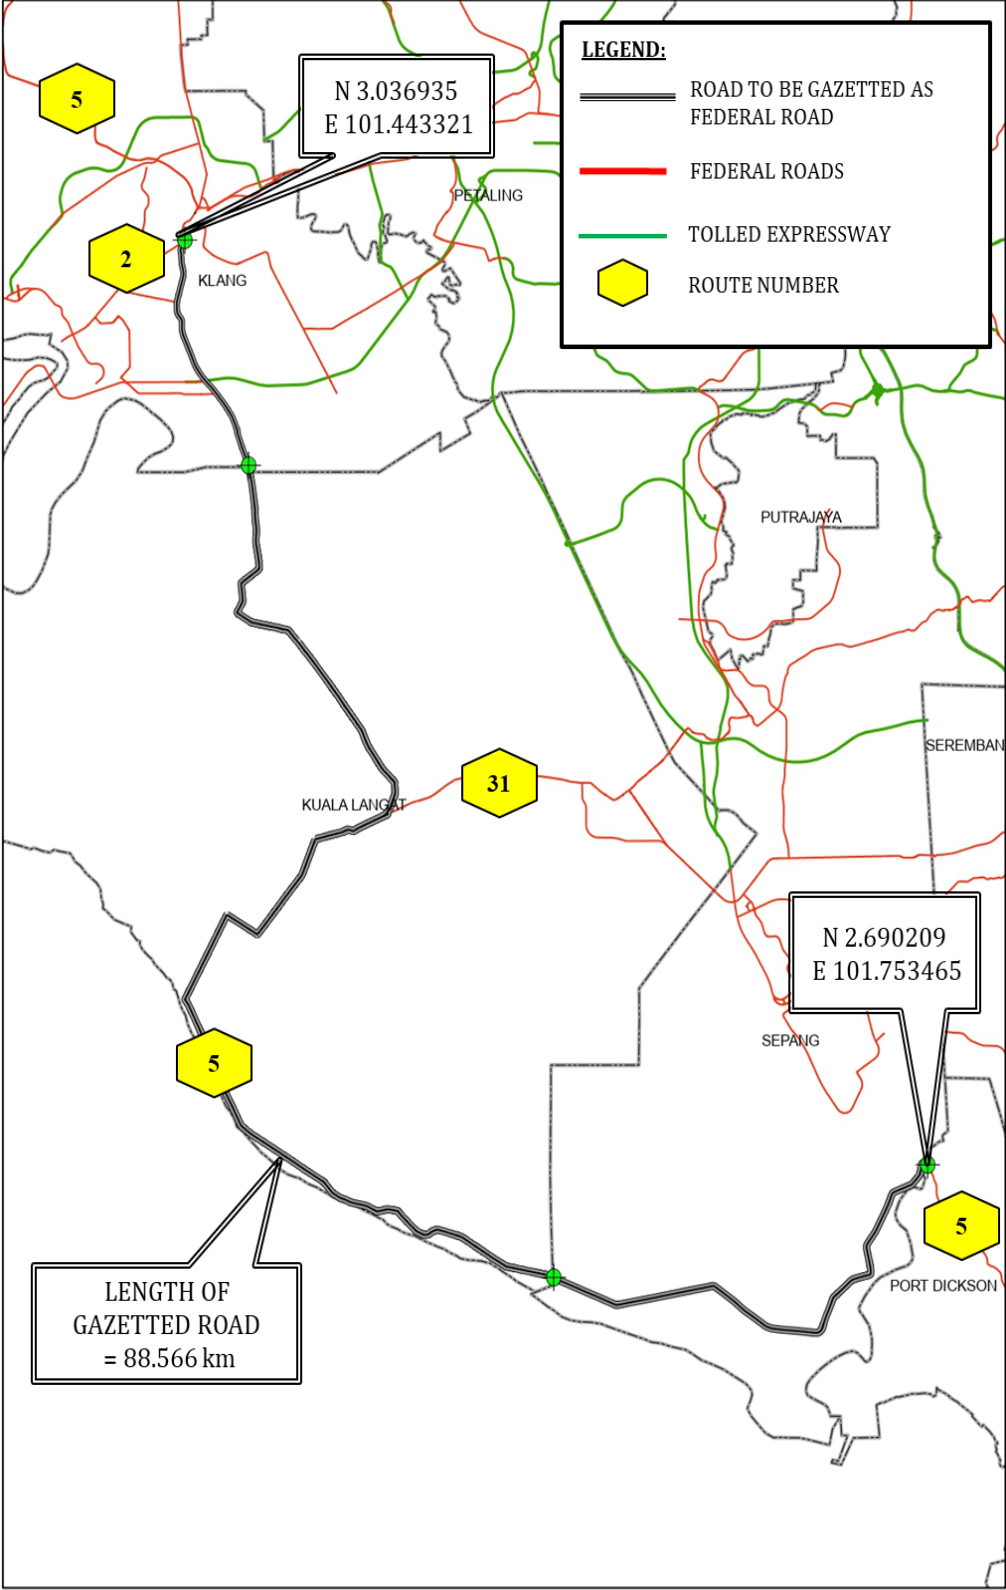 LEGEND:
ROAD TO BE GAZETTED AS
FEDERAL ROAD
FEDERAL ROADS
TOLLED EXPRESSWAY
ROUTE NUMBER
5
N 3.036935
E 101.443321
PETALING
2
KLANG
PUTRAJAYA
SEREMBAN
31
KUALA LANGAT
N 2.690209
E 101.753465
SEPANG
5
5
PORT DICKSON
LENGTH OF
GAZETTED ROAD
= 88.566 km